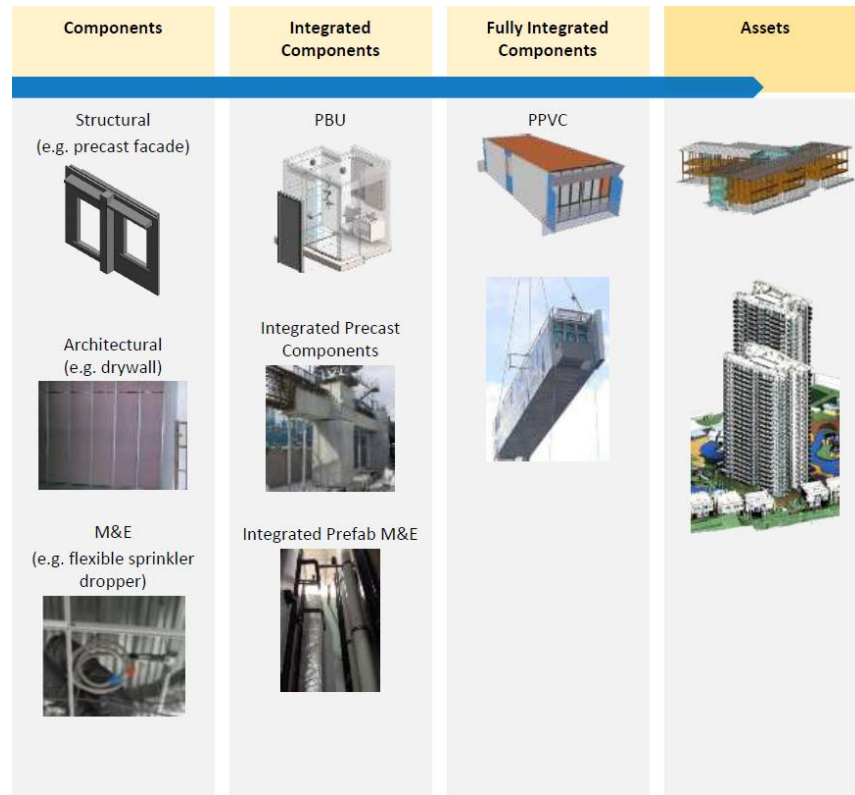 Components
Integrated
Components
Fully Integrated
Components
Assets
Structural
(e.g. precast facade)
Architectural
(e.g. drywall)
M&E
(e.g. flexible sprinkler
dropper)
PBU
Integrated Precast
Components
Integrated Prefab M&E
PPVC